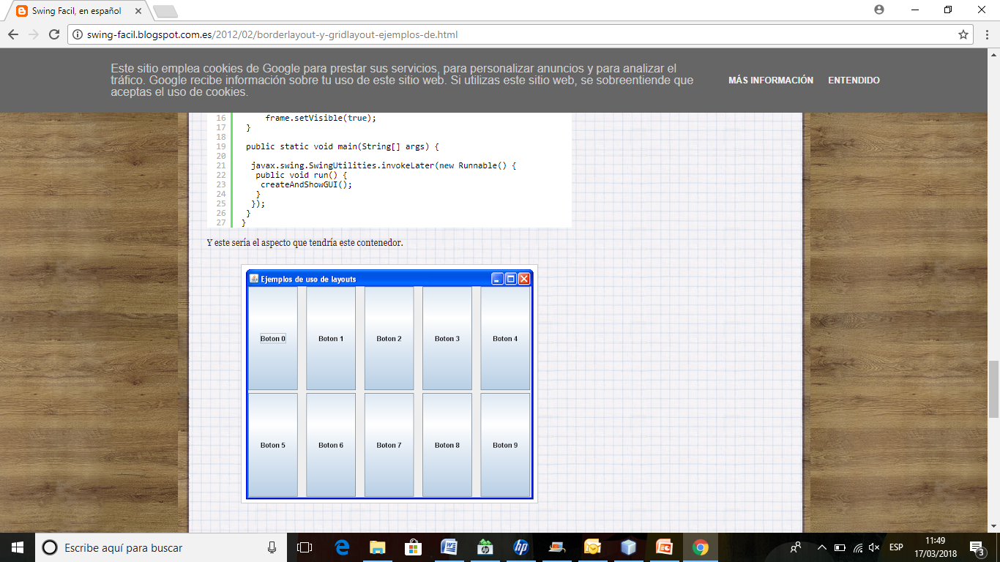 Swing Facil, en español
swing-facil.blogspot.com.es/2012/02/borderlayout-y-gridlayout-ejemplos-de.html
Este sitio emplea cookies de Google para prestar sus servicios, para personalizar anuncios y para analizar el
tráfico. Google recibe información sobre tu uso de este sitio web. Si utilizas este sitio web, se sobreentiende que
aceptas el uso de cookies.
MÁS INFORMACIÓN ENTENDIDO
16 frame.setVisible(true);
17 }
18
19 public static void main(String[] args) {
20
21 javax.swing.SwingUtilities.invokeLater(new Runnable() {
22 public void run() {
23 createAndShowGUI();
24 }
25 });
26 }
27 }
Y este sería el aspecto que tendría este contenedor.
Ejemplos de uso de layouts
Boton 0 Boton 1 Boton 2 Boton 3 Boton 4
Boton 5 Boton 6 Boton 7 Boton 8 Boton 9
Escribe aquí para buscar
ESP
11:49
17/03/2018
3